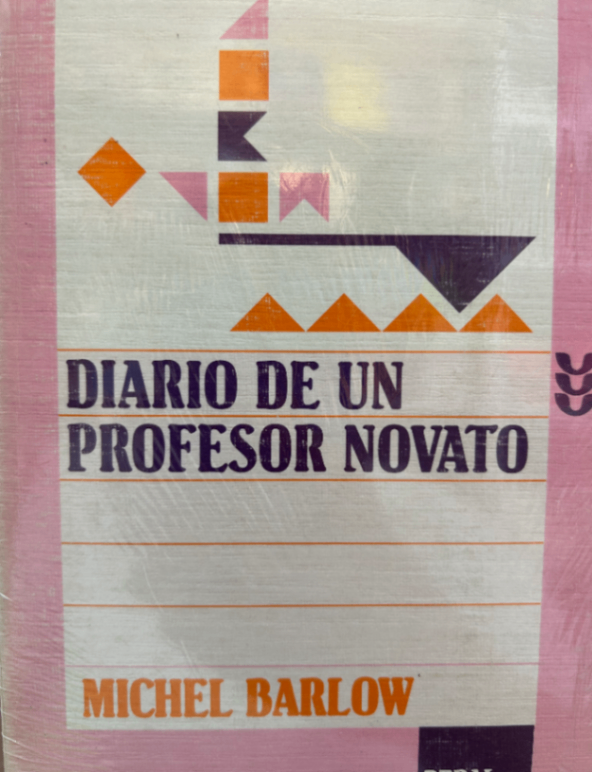 DIARIO DE UN
PROFESOR NOVATO
MICHEL BARLOW